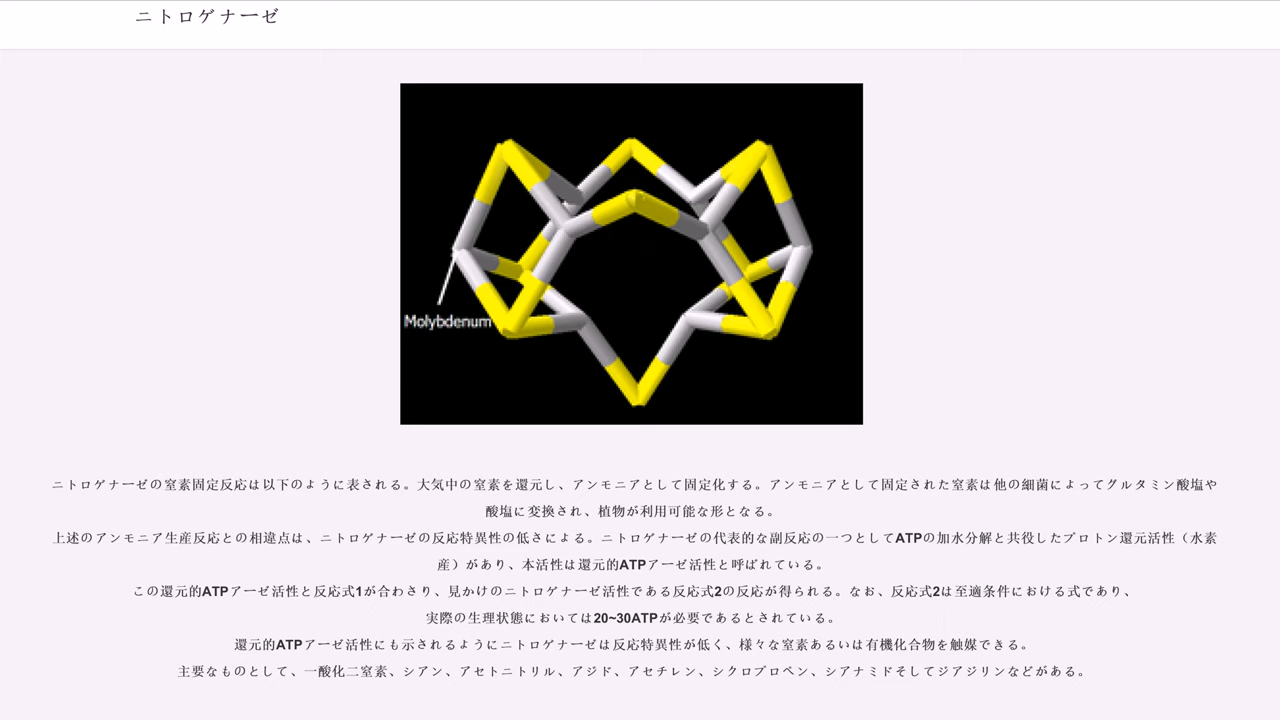 ニトロゲナーゼ
Molybdenum
ニトロゲナーゼの窒素固定反応は以下のように表される。大気中の窒素を還元し、アンモニアとして固定化する。アンモニアとして固定された窒素は他の細菌によってグルタミン酸塩や
酸塩に変換され、植物が利用可能な形となる。
上述のアンモニア生産反応との相違点は、ニトロゲナーゼの反応特異性の低さによる。ニトロゲナーゼの代表的な副反応の一つとしてATPの加水分解と共役したプロトン還元活性（水素
産）があり、本活性は還元的ATPアーゼ活性と呼ばれている。
この還元的ATPアーゼ活性と反応式1が合わさり、見かけのニトロゲナーゼ活性である反応式2の反応が得られる。なお、反応式2は至適条件における式であり、
実際の生理状態においては20~30ATPが必要であるとされている。
還元的ATPアーゼ活性にも示されるようにニトロゲナーゼは反応特異性が低く、様々な窒素あるいは有機化合物を触媒できる。
主要なものとして、一酸化二窒素、シアン、アセトニトリル、アジド、アセチレン、シクロプロペン、シアナミドそしてジアジリンなどがある。